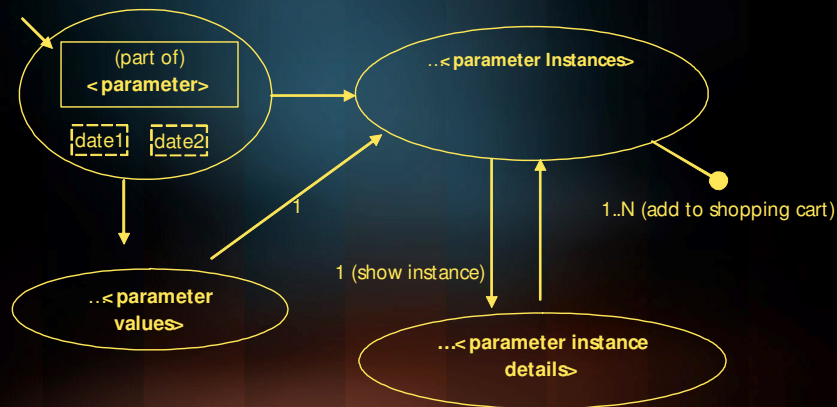 (part of)
<parameter>
date1 date2
...<parameter Instances>
1
1..N (add to shopping cart)
1 (show instance)
...<parameter
values>
...<parameter instance
details>